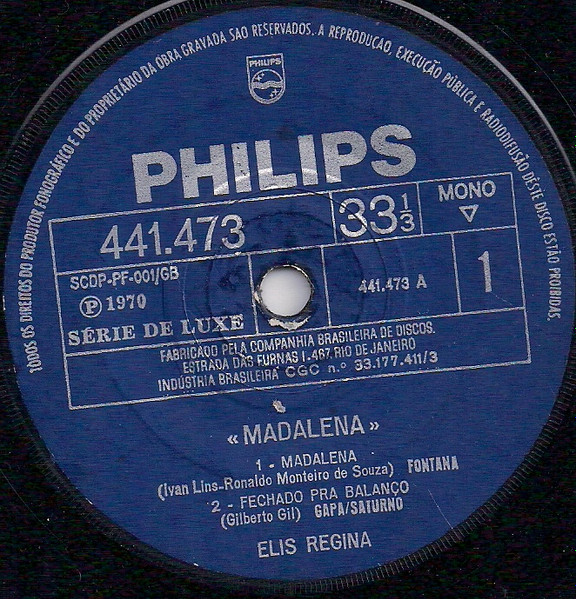 TODOS OS DIREITOS DO PRODUTOR FONOGRÁFICO E DO PROPRIETÁRIO DA OBRA GRAVADA SÃO RESERVADOS. A REPRODUÇÃO, EXECUÇÃO PÚBLICA E RADIODIFUSÃO DÊSTE DISCO ESTÃO PROIBIDAS.
PHILIPS
PHILIPS
441.473
33 1/3
MONO
SCDP-PF-001/GB
Ⓟ 1970
SÉRIE DE LUXE
441.473 A
1
FABRICADO PELA COMPANHIA BRASILEIRA DE DISCOS.
ESTRADA DAS FURNAS 1.467.RIO DE JANEIRO
INDÚSTRIA BRASILEIRA CGC n.º 33.177.411/3
«MADALENA»
1 - MADALENA
(Ivan Lins-Ronaldo Monteiro de Souza) FONTANA
2 - FECHADO PRA BALANÇO
(Gilberto Gil) GAPA/SATURNO
ELIS REGINA